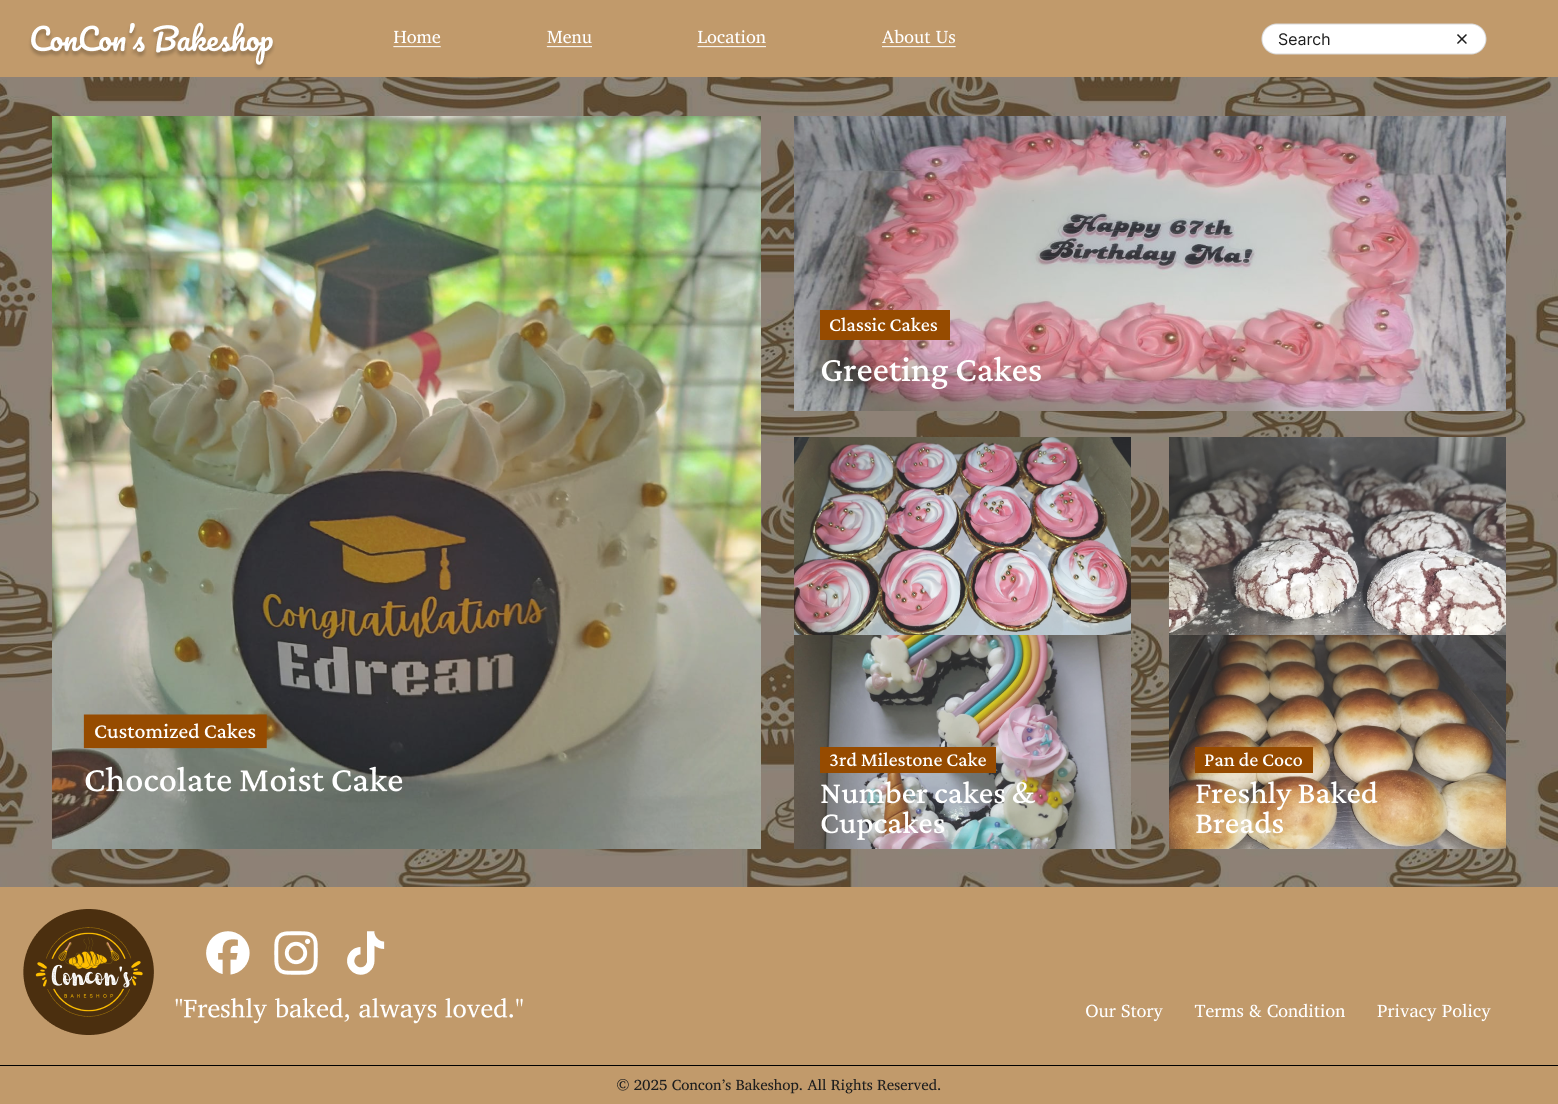 ConCon's Bakeshop
Home
Menu
Location
About Us
Search
Congratulations
Edrean
Customized Cakes
Chocolate Moist Cake
Happy 67th
Birthday Ma!
Classic Cakes
Greeting Cakes
3rd Milestone Cake
Number cakes &
Cupcakes
Pan de Coco
Freshly Baked
Breads
Concon's
BAKESHOP
"Freshly baked, always loved."
Our Story
Terms & Condition
Privacy Policy
© 2025 Concon’s Bakeshop. All Rights Reserved.